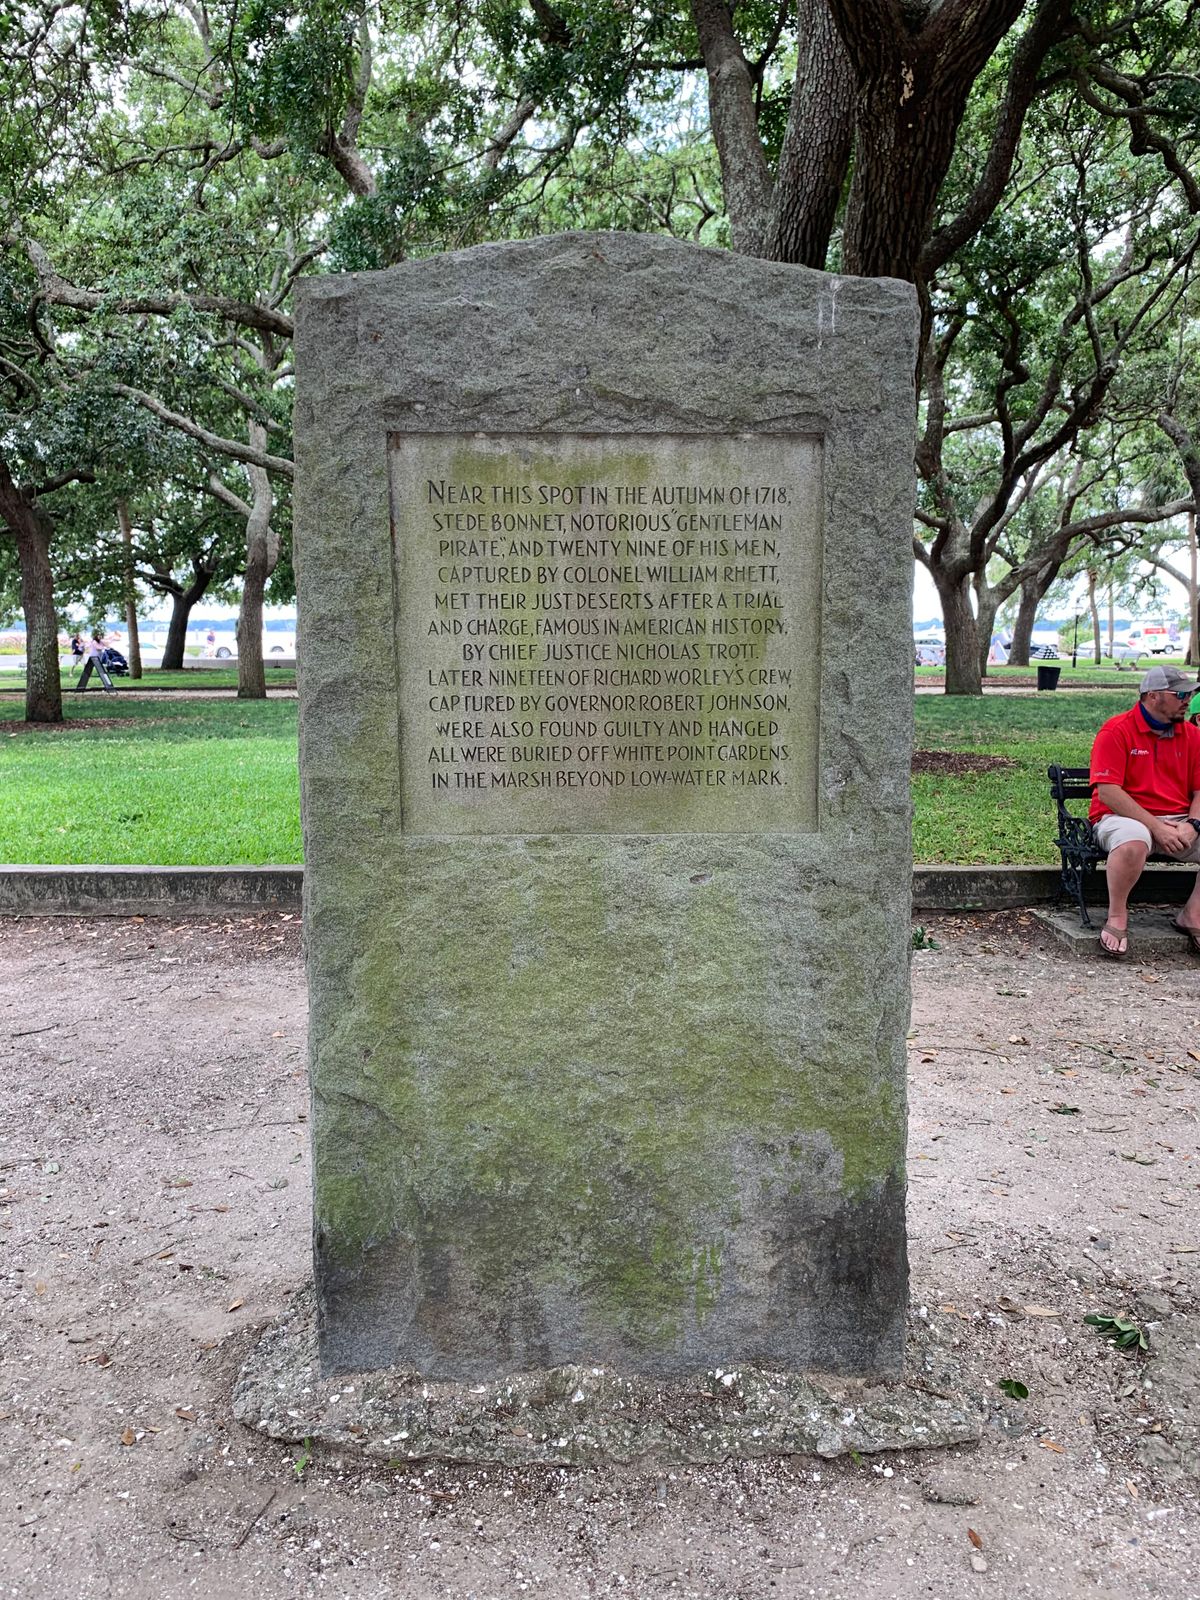 NEAR THIS SPOT IN THE AUTUMN OF 1718,
STEDE BONNET, NOTORIOUS "GENTLEMAN
PIRATE," AND TWENTY NINE OF HIS MEN,
CAPTURED BY COLONEL WILLIAM RHETT,
MET THEIR JUST DESERTS AFTER A TRIAL
AND CHARGE, FAMOUS IN AMERICAN HISTORY,
BY CHIEF JUSTICE NICHOLAS TROTT.
LATER NINETEEN OF RICHARD WORLEY'S CREW,
CAPTURED BY GOVERNOR ROBERT JOHNSON,
WERE ALSO FOUND GUILTY AND HANGED
ALL WERE BURIED OFF WHITE POINT GARDENS
IN THE MARSH BEYOND LOW-WATER MARK.